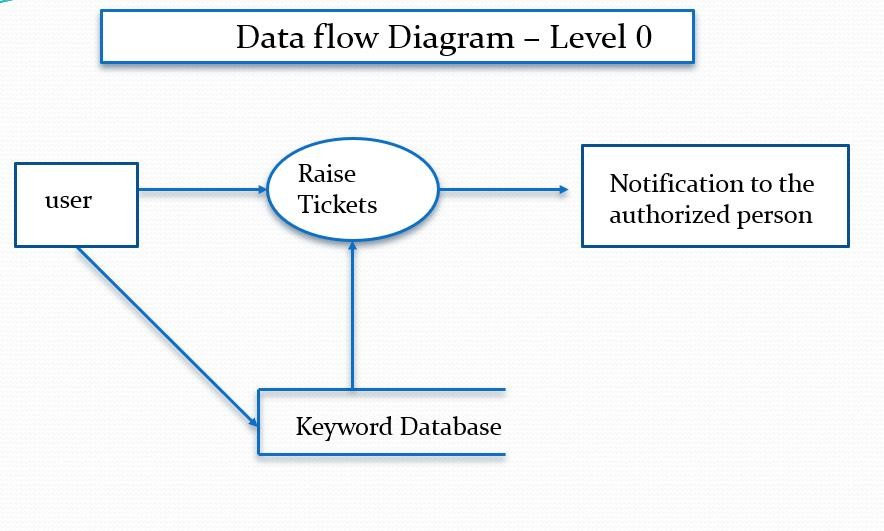 Data flow Diagram – Level 0
Raise
Tickets
user
Notification to the
authorized person
Keyword Database